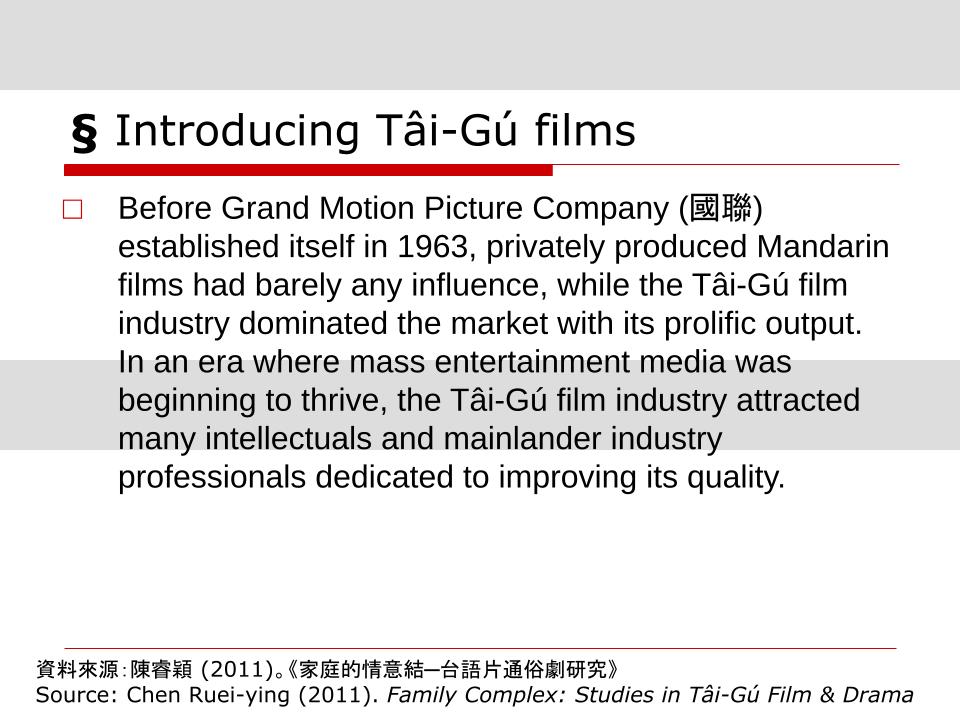 § Introducing Tâi-Gú films
Before Grand Motion Picture Company (國聯)
established itself in 1963, privately produced Mandarin
films had barely any influence, while the Tâi-Gú film
industry dominated the market with its prolific output.
In an era where mass entertainment media was
beginning to thrive, the Tâi-Gú film industry attracted
many intellectuals and mainlander industry
professionals dedicated to improving its quality.
資料來源：陳睿穎 (2011)。《家庭的情意結─台語片通俗劇研究》
Source: Chen Ruei-ying (2011). Family Complex: Studies in Tâi-Gú Film & Drama